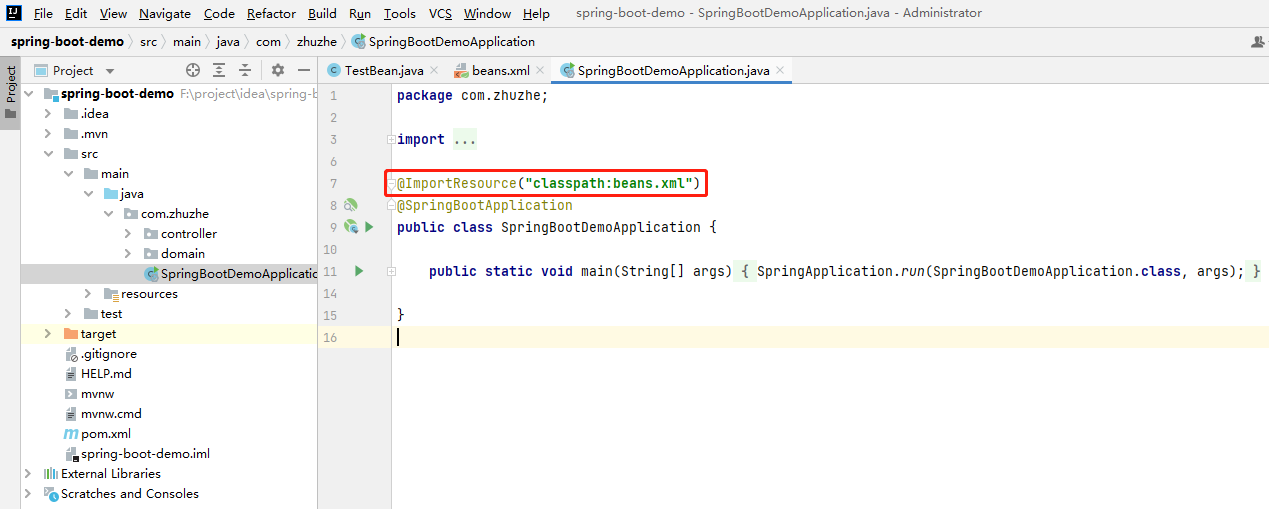 File Edit View Navigate Code Refactor Build Run Tools VCS Window Help spring-boot-demo - SpringBootDemoApplication.java - Administrator
spring-boot-demo src main java com zhuzhe SpringBootDemoApplication
Project
Project
TestBean.java beans.xml SpringBootDemoApplication.java
spring-boot-demo F:\project\idea\spring-b
.idea
.mvn
src
main
java
com.zhuzhe
controller
domain
SpringBootDemoApplicatio
resources
test
target
.gitignore
HELP.md
mvnw
mvnw.cmd
pom.xml
spring-boot-demo.iml
External Libraries
Scratches and Consoles
1 package com.zhuzhe;
2
3 import ...
6
7 @ImportResource("classpath:beans.xml")
8 @SpringBootApplication
9 public class SpringBootDemoApplication {
10
11 public static void main(String[] args) { SpringApplication.run(SpringBootDemoApplication.class, args); }
14
15 }
16